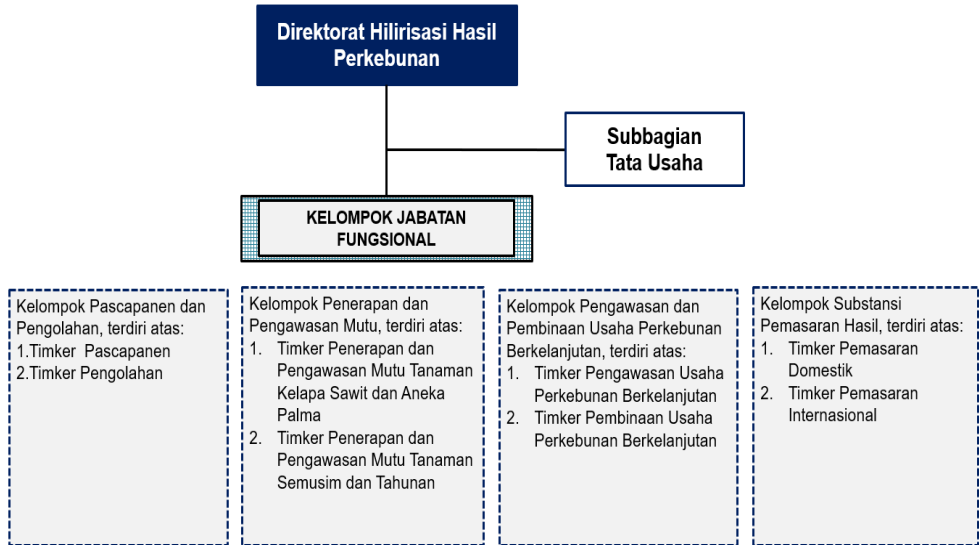 Direktorat Hilirisasi Hasil
Perkebunan
Subbagian
Tata Usaha
KELOMPOK JABATAN
FUNGSIONAL
Kelompok Pascapanen dan
Pengolahan, terdiri atas:
1.Timker Pascapanen
2.Timker Pengolahan
Kelompok Penerapan dan
Pengawasan Mutu, terdiri atas:
1. Timker Penerapan dan
Pengawasan Mutu Tanaman
Kelapa Sawit dan Aneka
Palma
2. Timker Penerapan dan
Pengawasan Mutu Tanaman
Semusim dan Tahunan
Kelompok Pengawasan dan
Pembinaan Usaha Perkebunan
Berkelanjutan, terdiri atas:
1. Timker Pengawasan Usaha
Perkebunan Berkelanjutan
2. Timker Pembinaan Usaha
Perkebunan Berkelanjutan
Kelompok Substansi
Pemasaran Hasil, terdiri atas:
1. Timker Pemasaran
Domestik
2. Timker Pemasaran
Internasional